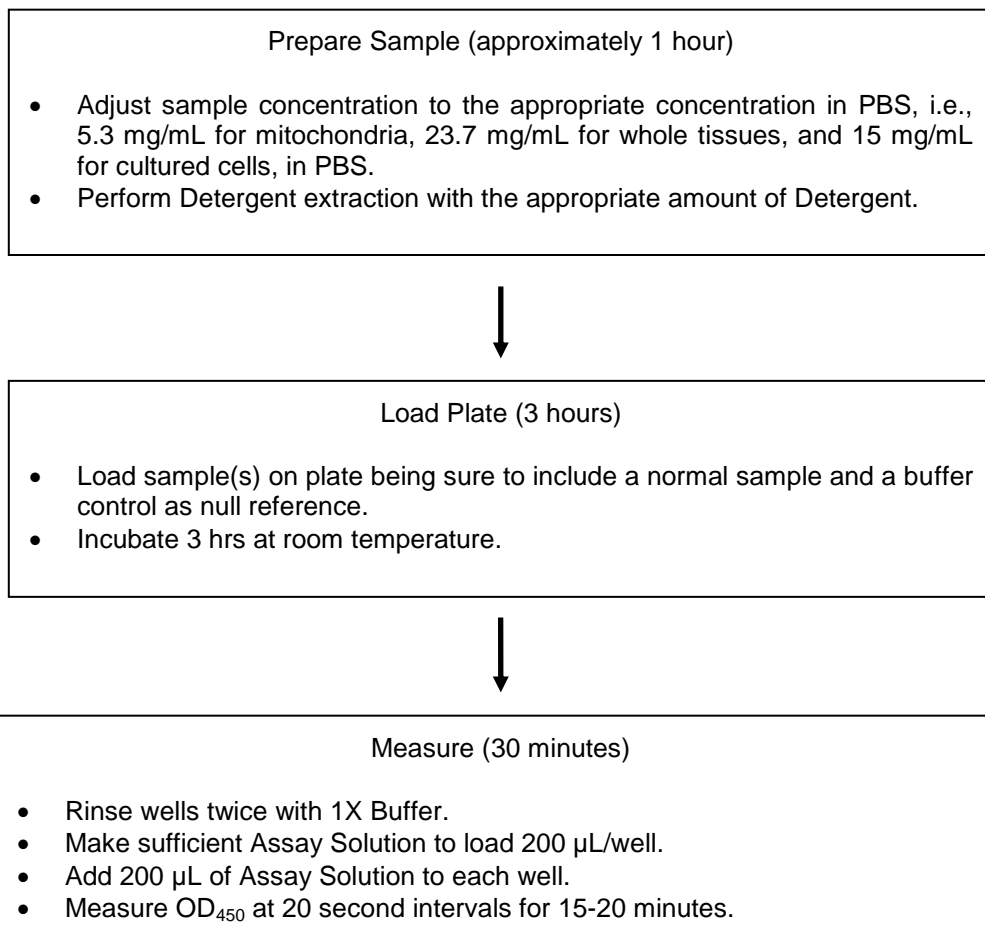 Prepare Sample (approximately 1 hour)
• Adjust sample concentration to the appropriate concentration in PBS, i.e.,
5.3 mg/mL for mitochondria, 23.7 mg/mL for whole tissues, and 15 mg/mL
for cultured cells, in PBS.
• Perform Detergent extraction with the appropriate amount of Detergent.
Load Plate (3 hours)
• Load sample(s) on plate being sure to include a normal sample and a buffer
control as null reference.
• Incubate 3 hrs at room temperature.
Measure (30 minutes)
• Rinse wells twice with 1X Buffer.
• Make sufficient Assay Solution to load 200 µL/well.
• Add 200 µL of Assay Solution to each well.
• Measure OD₄₅₀ at 20 second intervals for 15-20 minutes.